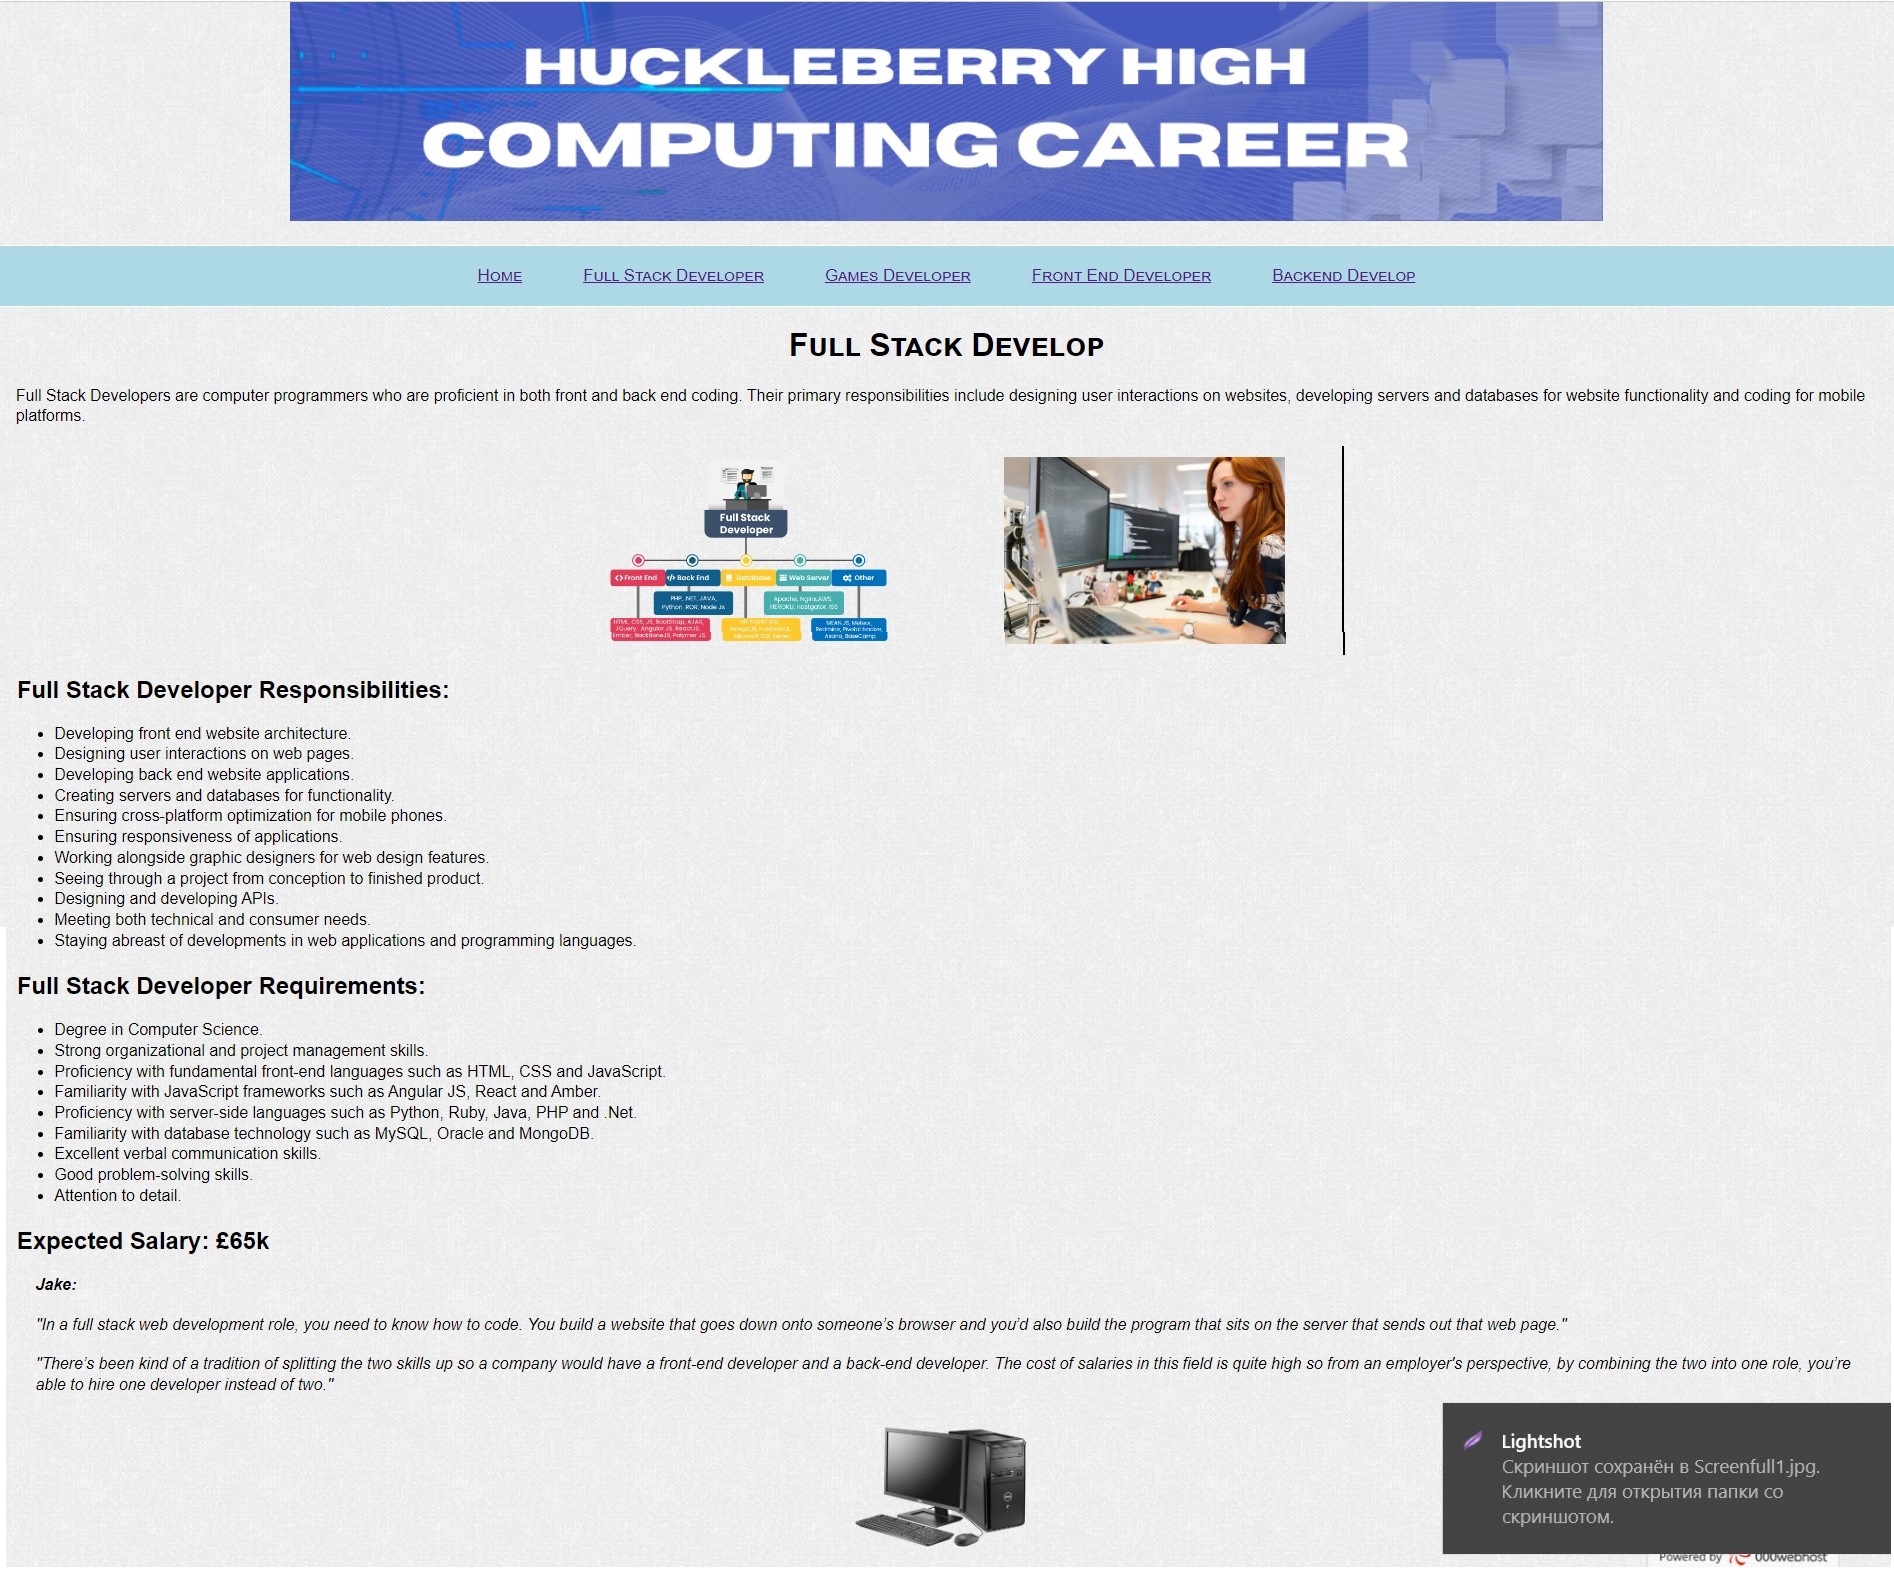 HUCKLEBERRY HIGH
COMPUTING CAREER
Home Full Stack Developer Games Developer Front End Developer Backend Develop
Full Stack Develop
Full Stack Developers are computer programmers who are proficient in both front and back end coding. Their primary responsibilities include designing user interactions on websites, developing servers and databases for website functionality and coding for mobile
platforms.
Full Stack
Developer
Front End Back End Database Web Server Other
PHP, .NET, JAVA,
Python, ROR, Node Js
Apache, Nginx,AWS,
HEROKU, Hostgator, ISS
HTML, CSS, JS, BootStrap, AJAX,
JQuery, Angular JS, ReactJS,
Ember, BackBoneJS, Polymer JS
Microsoft SQL Server
MEAN JS, Meteor,
Redmine, Pivotal tracker,
Asana, BaseCamp
Full Stack Developer Responsibilities:
• Developing front end website architecture.
• Designing user interactions on web pages.
• Developing back end website applications.
• Creating servers and databases for functionality.
• Ensuring cross-platform optimization for mobile phones.
• Ensuring responsiveness of applications.
• Working alongside graphic designers for web design features.
• Seeing through a project from conception to finished product.
• Designing and developing APIs.
• Meeting both technical and consumer needs.
• Staying abreast of developments in web applications and programming languages.
Full Stack Developer Requirements:
• Degree in Computer Science.
• Strong organizational and project management skills.
• Proficiency with fundamental front-end languages such as HTML, CSS and JavaScript.
• Familiarity with JavaScript frameworks such as Angular JS, React and Amber.
• Proficiency with server-side languages such as Python, Ruby, Java, PHP and .Net.
• Familiarity with database technology such as MySQL, Oracle and MongoDB.
• Excellent verbal communication skills.
• Good problem-solving skills.
• Attention to detail.
Expected Salary: £65k
Jake:
"In a full stack web development role, you need to know how to code. You build a website that goes down onto someone’s browser and you’d also build the program that sits on the server that sends out that web page."
"There’s been kind of a tradition of splitting the two skills up so a company would have a front-end developer and a back-end developer. The cost of salaries in this field is quite high so from an employer's perspective, by combining the two into one role, you’re
able to hire one developer instead of two."
Lightshot
Скриншот сохранён в Screenfull1.jpg.
Кликните для открытия папки со
скриншотом.
Powered by 000webhost